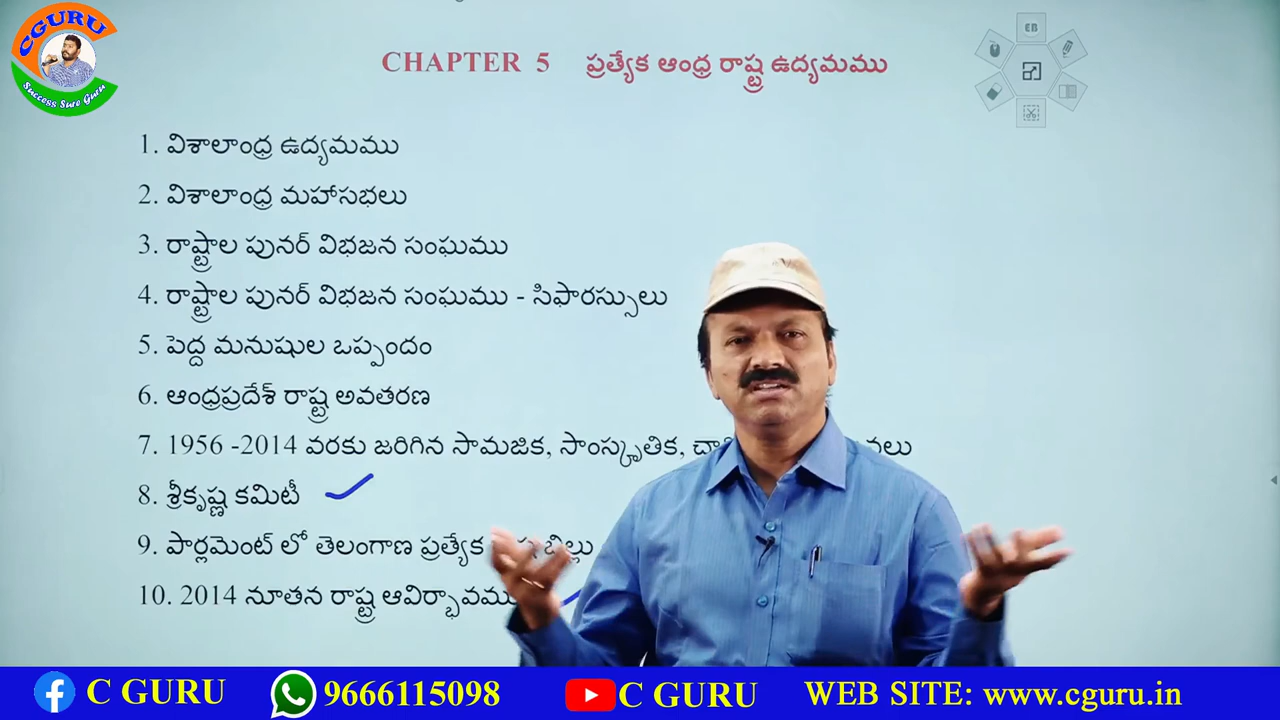 CGURU
Success Sure Guru
CHAPTER 5 ప్రత్యేక ఆంధ్ర రాష్ట్ర ఉద్యమము
EB
1. విశాలాంధ్ర ఉద్యమము
2. విశాలాంధ్ర మహాసభలు
3. రాష్ట్రాల పునర్ విభజన సంఘము
4. రాష్ట్రాల పునర్ విభజన సంఘము - సిఫారస్సులు
5. పెద్ద మనుషుల ఒప్పందం
6. ఆంధ్రప్రదేశ్ రాష్ట్ర అవతరణ
7. 1956 -2014 వరకు జరిగిన సామజిక, సాంస్కృతిక,
8. శ్రీకృష్ణ కమిటీ
9. పార్లమెంట్ లో తెలంగాణ ప్రత్యేక బిల్లు
10. 2014 నూతన రాష్ట్ర ఆవిర్భావము
C GURU 9666115098 C GURU WEB SITE: www.cguru.in